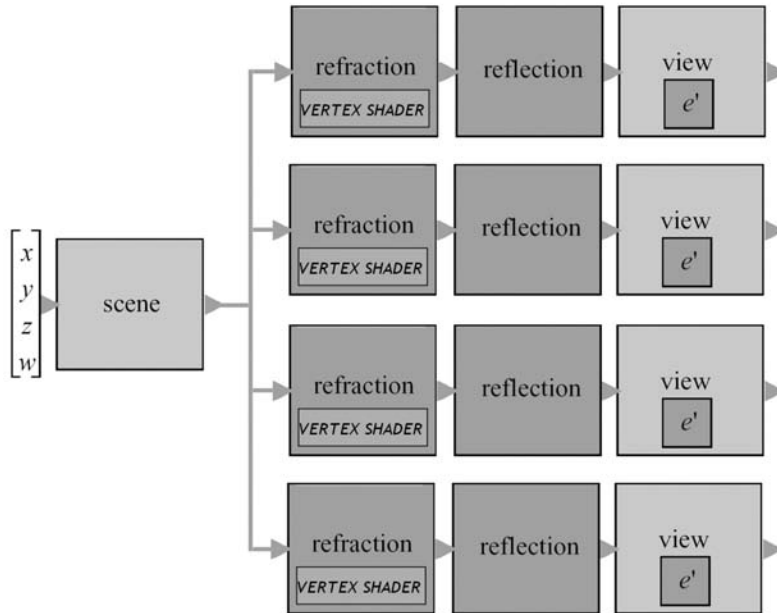 x
y
z
w
scene
refraction
VERTEX SHADER
reflection
view
e'
refraction
VERTEX SHADER
reflection
view
e'
refraction
VERTEX SHADER
reflection
view
e'
refraction
VERTEX SHADER
reflection
view
e'